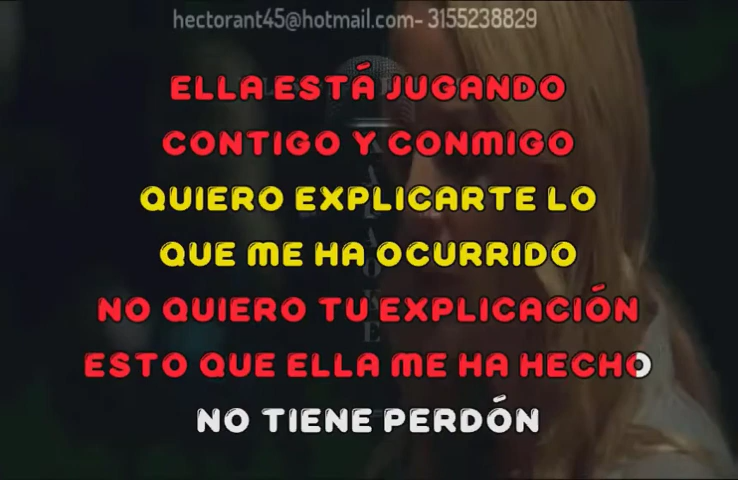 hectorant45@hotmail.com- 3155238829
ELLA ESTÁ JUGANDO
CONTIGO Y CONMIGO
QUIERO EXPLICARTE LO
QUE ME HA OCURRIDO
NO QUIERO TU EXPLICACIÓN
ESTO QUE ELLA ME HA HECHO
NO TIENE PERDÓN